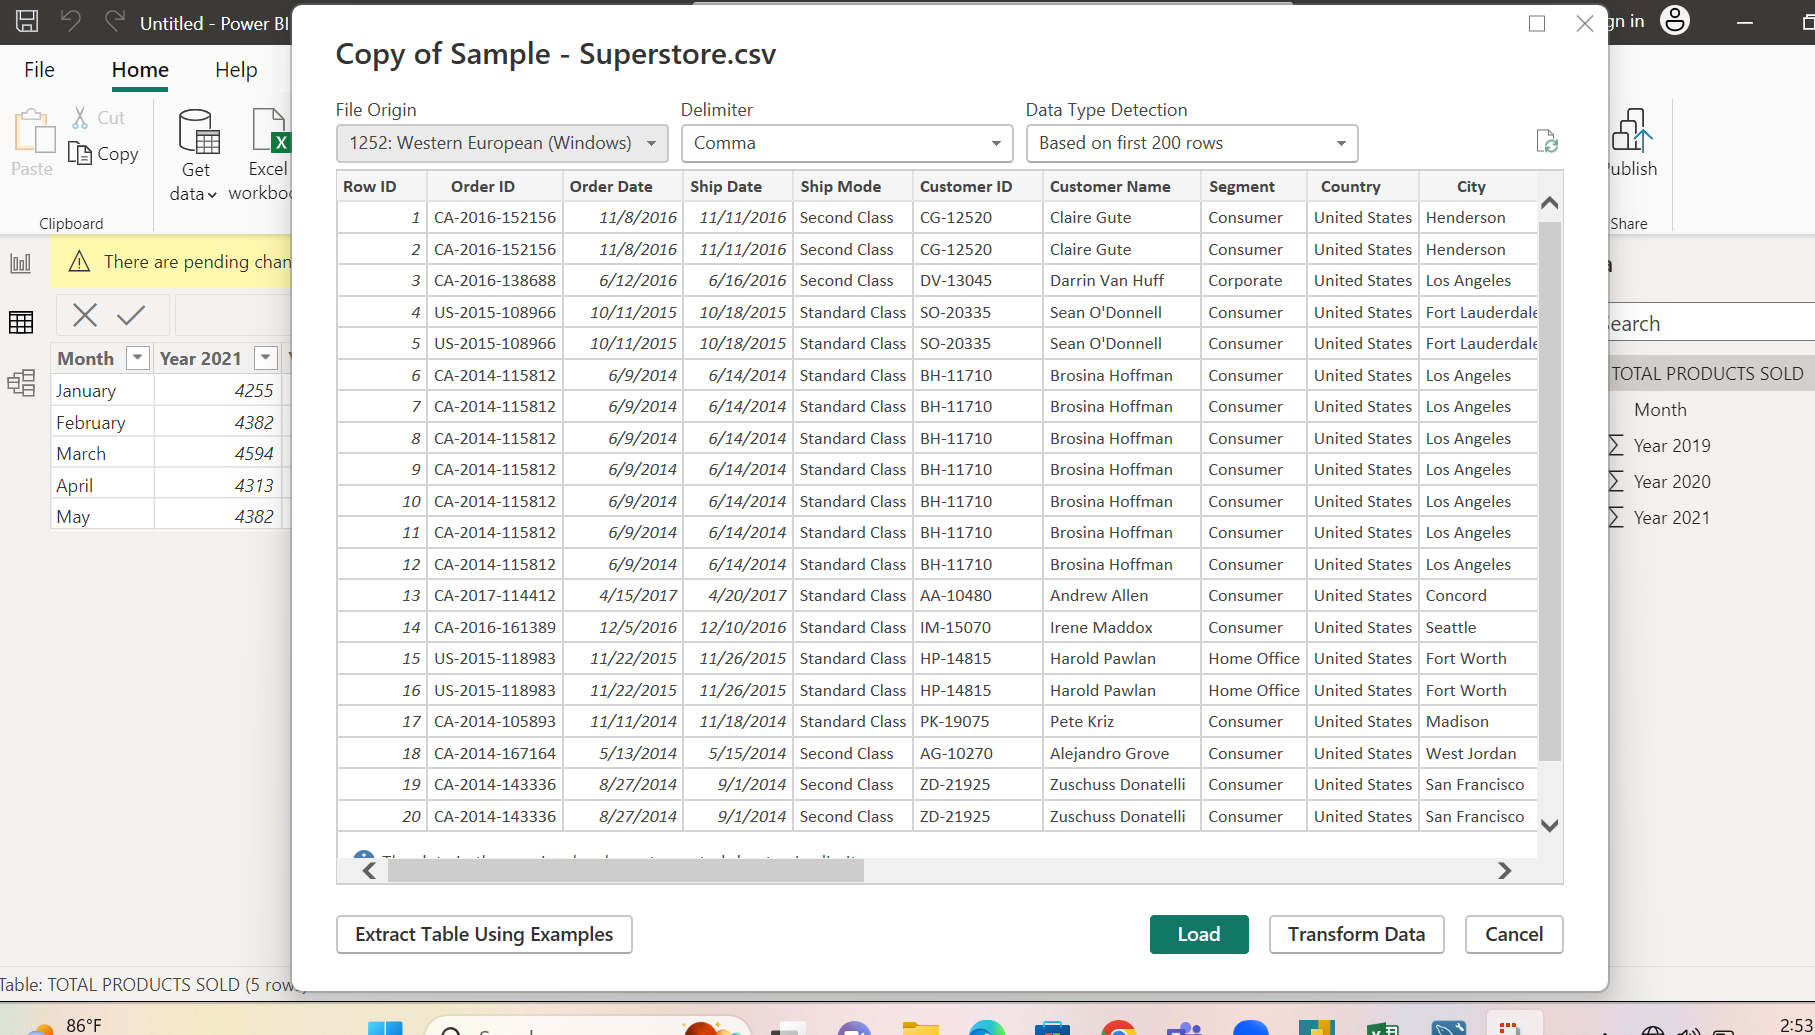 Untitled - Power BI
gn in
File Home Help
Paste
Cut
Copy
Clipboard
Get
data
Excel
workboo
There are pending chan
Month Year 2021
January 4255
February 4382
March 4594
April 4313
May 4382
Table: TOTAL PRODUCTS SOLD (5 row
Copy of Sample - Superstore.csv
File Origin Delimiter Data Type Detection
1252: Western European (Windows) Comma Based on first 200 rows
Row ID Order ID Order Date Ship Date Ship Mode Customer ID Customer Name Segment Country City
1 CA-2016-152156 11/8/2016 11/11/2016 Second Class CG-12520 Claire Gute Consumer United States Henderson
2 CA-2016-152156 11/8/2016 11/11/2016 Second Class CG-12520 Claire Gute Consumer United States Henderson
3 CA-2016-138688 6/12/2016 6/16/2016 Second Class DV-13045 Darrin Van Huff Corporate United States Los Angeles
4 US-2015-108966 10/11/2015 10/18/2015 Standard Class SO-20335 Sean O'Donnell Consumer United States Fort Lauderdale
5 US-2015-108966 10/11/2015 10/18/2015 Standard Class SO-20335 Sean O'Donnell Consumer United States Fort Lauderdale
6 CA-2014-115812 6/9/2014 6/14/2014 Standard Class BH-11710 Brosina Hoffman Consumer United States Los Angeles
7 CA-2014-115812 6/9/2014 6/14/2014 Standard Class BH-11710 Brosina Hoffman Consumer United States Los Angeles
8 CA-2014-115812 6/9/2014 6/14/2014 Standard Class BH-11710 Brosina Hoffman Consumer United States Los Angeles
9 CA-2014-115812 6/9/2014 6/14/2014 Standard Class BH-11710 Brosina Hoffman Consumer United States Los Angeles
10 CA-2014-115812 6/9/2014 6/14/2014 Standard Class BH-11710 Brosina Hoffman Consumer United States Los Angeles
11 CA-2014-115812 6/9/2014 6/14/2014 Standard Class BH-11710 Brosina Hoffman Consumer United States Los Angeles
12 CA-2014-115812 6/9/2014 6/14/2014 Standard Class BH-11710 Brosina Hoffman Consumer United States Los Angeles
13 CA-2017-114412 4/15/2017 4/20/2017 Standard Class AA-10480 Andrew Allen Consumer United States Concord
14 CA-2016-161389 12/5/2016 12/10/2016 Standard Class IM-15070 Irene Maddox Consumer United States Seattle
15 US-2015-118983 11/22/2015 11/26/2015 Standard Class HP-14815 Harold Pawlan Home Office United States Fort Worth
16 US-2015-118983 11/22/2015 11/26/2015 Standard Class HP-14815 Harold Pawlan Home Office United States Fort Worth
17 CA-2014-105893 11/11/2014 11/18/2014 Standard Class PK-19075 Pete Kriz Consumer United States Madison
18 CA-2014-167164 5/13/2014 5/15/2014 Second Class AG-10270 Alejandro Grove Consumer United States West Jordan
19 CA-2014-143336 8/27/2014 9/1/2014 Second Class ZD-21925 Zuschuss Donatelli Consumer United States San Francisco
20 CA-2014-143336 8/27/2014 9/1/2014 Second Class ZD-21925 Zuschuss Donatelli Consumer United States San Francisco
Extract Table Using Examples Load Transform Data Cancel
ublish
Share
a
earch
TOTAL PRODUCTS SOLD
Month
Year 2019
Year 2020
Year 2021
86°F
2:53